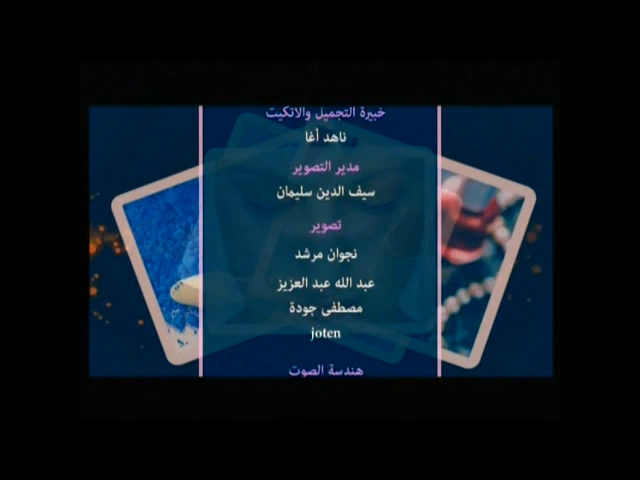 خبيرة التجميل والاتكيت
ناهد أغا
مدير التصوير
سيف الدين سليمان
تصوير
نجوان مرشد
عبد الله عبد العزيز
مصطفى جودة
joten
هندسة الصوت